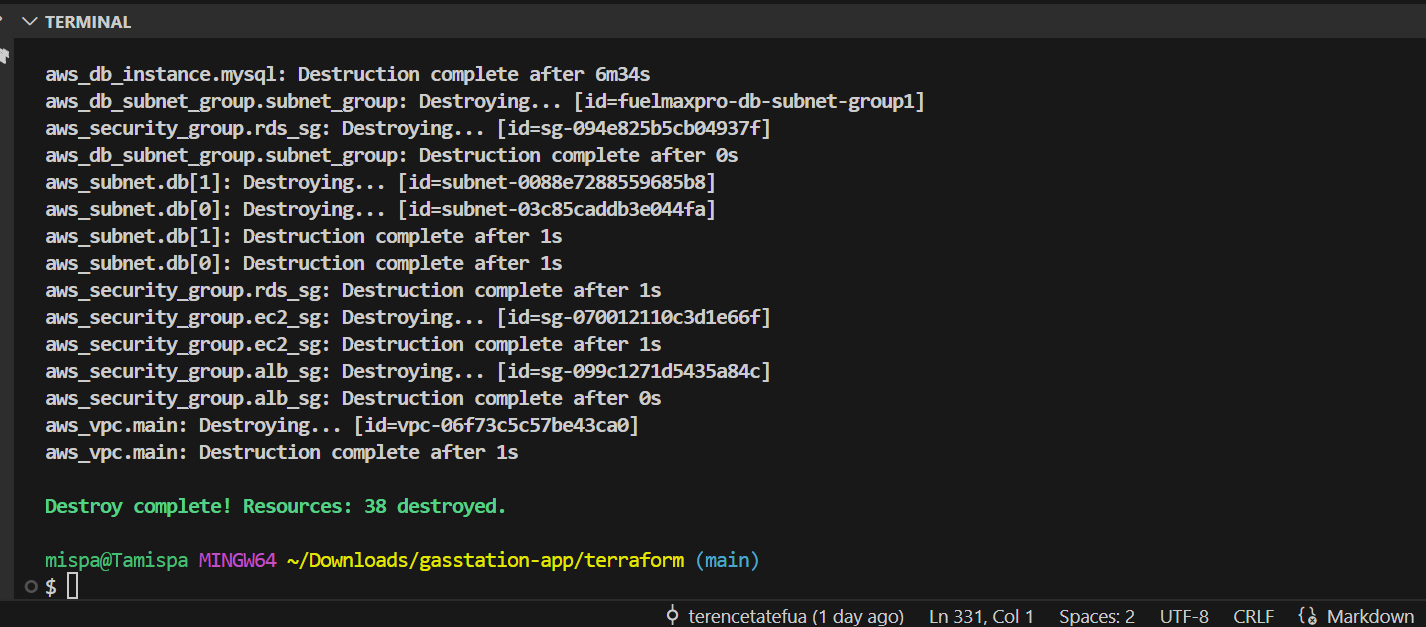 TERMINAL
aws_db_instance.mysql: Destruction complete after 6m34s
aws_db_subnet_group.subnet_group: Destroying... [id=fuelmaxpro-db-subnet-group1]
aws_security_group.rds_sg: Destroying... [id=sg-094e825b5cb04937f]
aws_db_subnet_group.subnet_group: Destruction complete after 0s
aws_subnet.db[1]: Destroying... [id=subnet-0088e7288559685b8]
aws_subnet.db[0]: Destroying... [id=subnet-03c85caddb3e044fa]
aws_subnet.db[1]: Destruction complete after 1s
aws_subnet.db[0]: Destruction complete after 1s
aws_security_group.rds_sg: Destruction complete after 1s
aws_security_group.ec2_sg: Destroying... [id=sg-070012110c3d1e66f]
aws_security_group.ec2_sg: Destruction complete after 1s
aws_security_group.alb_sg: Destroying... [id=sg-099c1271d5435a84c]
aws_security_group.alb_sg: Destruction complete after 0s
aws_vpc.main: Destroying... [id=vpc-06f73c5c57be43ca0]
aws_vpc.main: Destruction complete after 1s
Destroy complete! Resources: 38 destroyed.
mispa@Tamispa MINGW64 ~/Downloads/gasstation-app/terraform (main)
$
terencetatefua (1 day ago) Ln 331, Col 1 Spaces: 2 UTF-8 CRLF Markdown